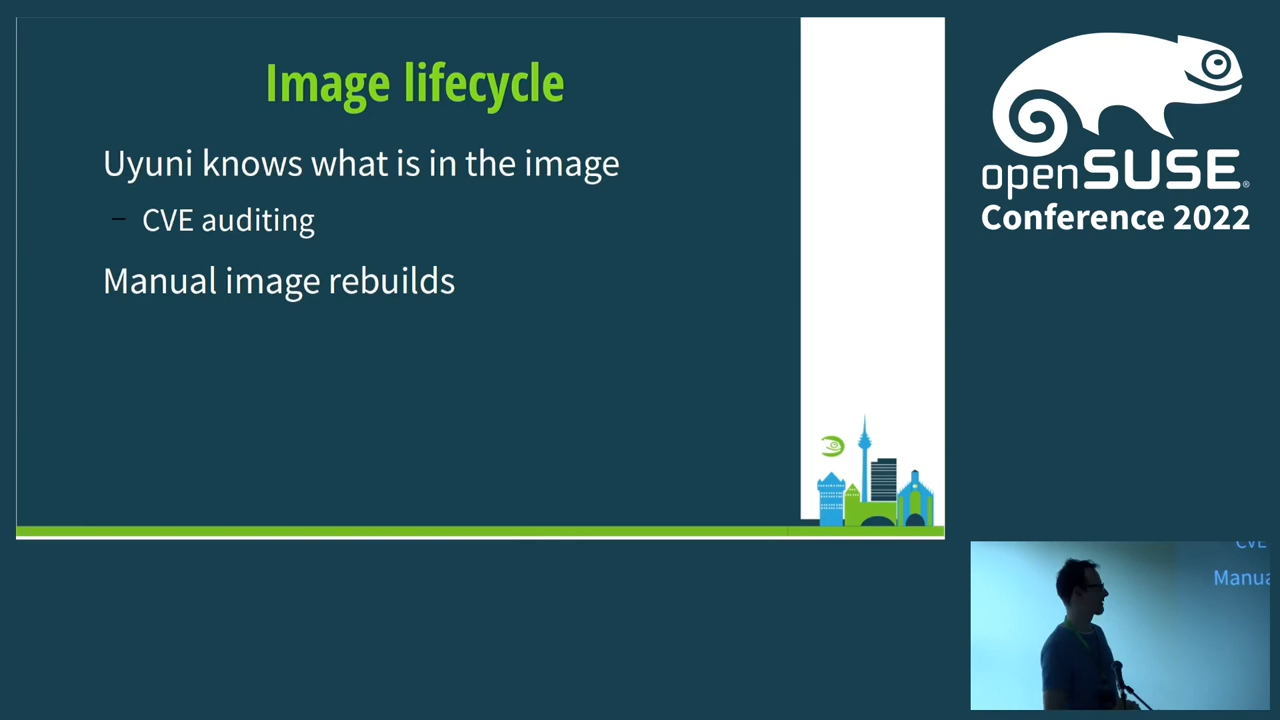 Image lifecycle
Uyuni knows what is in the image
– CVE auditing
Manual image rebuilds
openSUSE®
Conference 2022
CVE
Manua